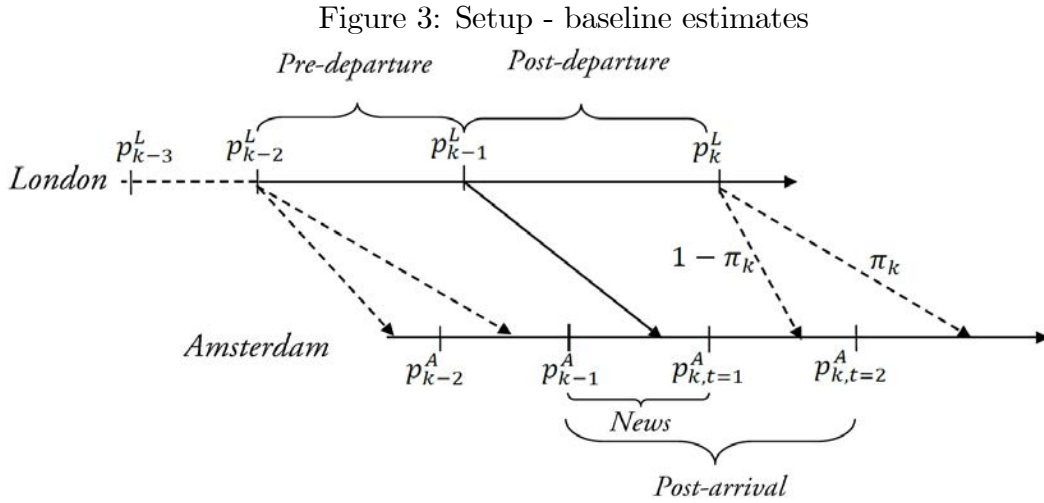 Figure 3: Setup - baseline estimates
Pre-departure Post-departure
p^L_{k-3} p^L_{k-2} p^L_{k-1} p^L_k
London
1 − π_k π_k
Amsterdam
p^A_{k-2} p^A_{k-1} p^A_{k,t=1} p^A_{k,t=2}
News
Post-arrival